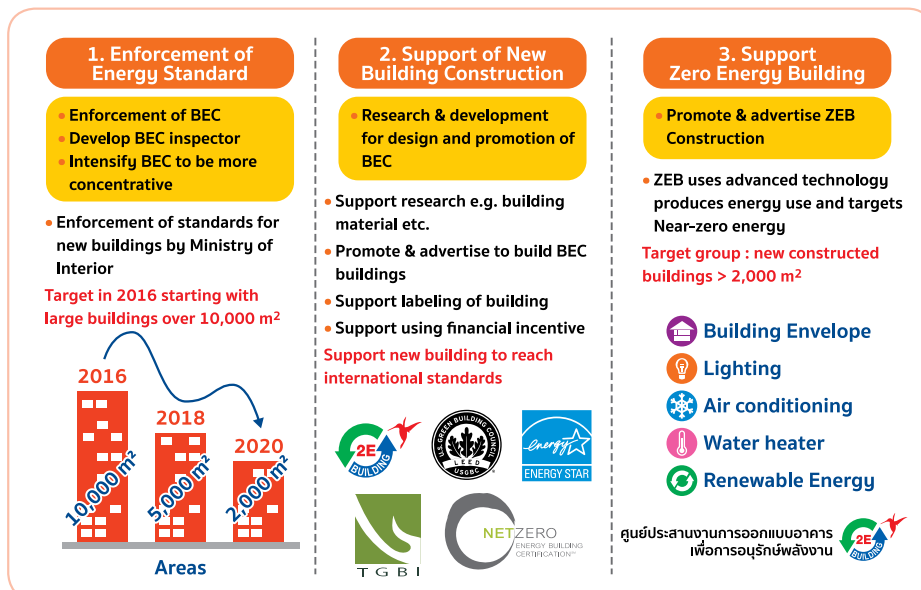 1. Enforcement of
Energy Standard
• Enforcement of BEC
• Develop BEC inspector
• Intensify BEC to be more
concentrative
• Enforcement of standards for
new buildings by Ministry of
Interior
Target in 2016 starting with
large buildings over 10,000 m²
2016
2018
2020
10,000 m²
5,000 m²
2,000 m²
Areas
2. Support of New
Building Construction
• Research & development
for design and promotion of
BEC
• Support research e.g. building
material etc.
• Promote & advertise to build BEC
buildings
• Support labeling of building
• Support using financial incentive
Support new building to reach
international standards
2E
BUILDING
U.S. GREEN BUILDING COUNCIL
LEED
USGBC
energy
ENERGY STAR
TGBI
NETZERO
ENERGY BUILDING
CERTIFICATION
3. Support
Zero Energy Building
• Promote & advertise ZEB
Construction
• ZEB uses advanced technology
produces energy use and targets
Near-zero energy
Target group : new constructed
buildings > 2,000 m²
Building Envelope
Lighting
Air conditioning
Water heater
Renewable Energy
ศูนย์ประสานงานการออกแบบอาคาร
เพื่อการอนุรักษ์พลังงาน
2E
BUILDING